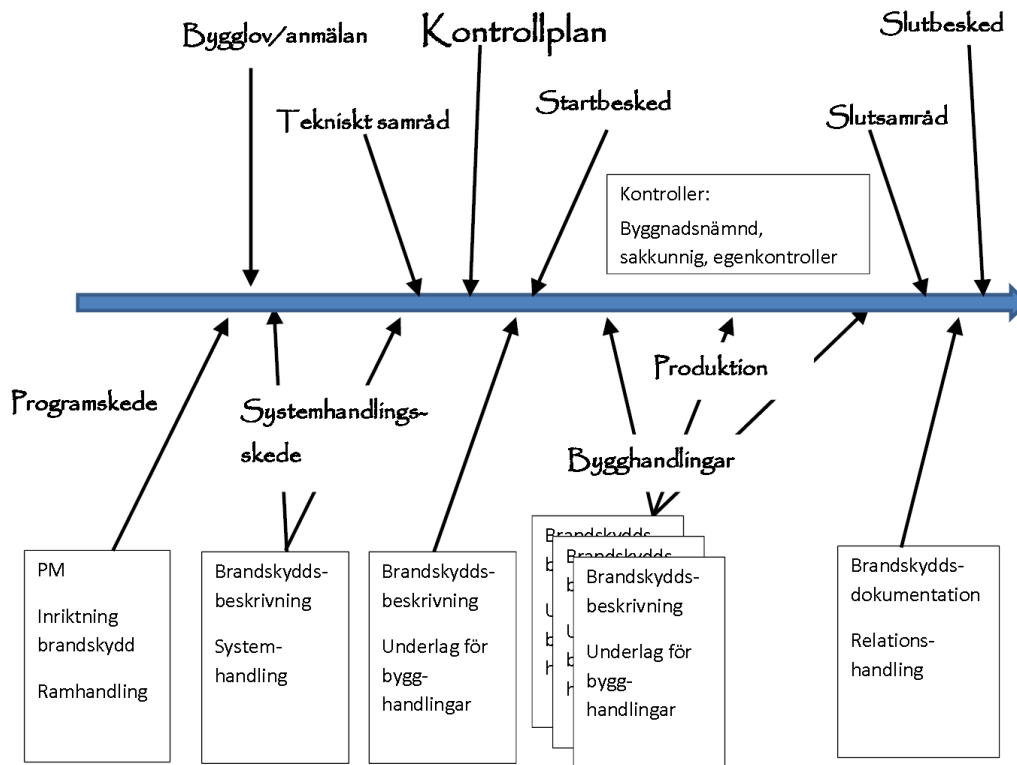 Bygglov/anmälan
Kontrollplan
Slutbesked
Tekniskt samråd
Startbesked
Slutsamråd
Kontroller:
Byggnadsnämnd,
sakkunnig, egenkontroller
Programskede
Systemhandlings-
skede
Produktion
Bygghandlingar
PM
Inriktning
brandskydd
Ramhandling
Brandskydds-
beskrivning
System-
handling
Brandskydds-
beskrivning
Underlag för
bygg-
handlingar
Brandskydds
b
U
b
h
Brandskydds
b
U
b
h
Brandskydds-
beskrivning
Underlag för
bygg-
handlingar
Brandskydds-
dokumentation
Relations-
handling